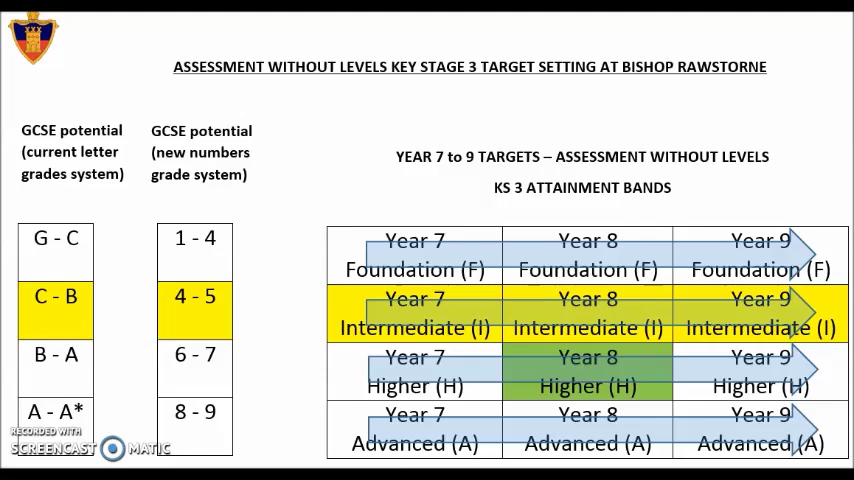 ASSESSMENT WITHOUT LEVELS KEY STAGE 3 TARGET SETTING AT BISHOP RAWSTORNE
GCSE potential
(current letter
grades system)
GCSE potential
(new numbers
grade system)
YEAR 7 to 9 TARGETS – ASSESSMENT WITHOUT LEVELS
KS 3 ATTAINMENT BANDS
G - C
1 - 4
Year 7
Foundation (F)
Year 8
Foundation (F)
Year 9
Foundation (F)
C - B
4 - 5
Year 7
Intermediate (I)
Year 8
Intermediate (I)
Year 9
Intermediate (I)
B - A
6 - 7
Year 7
Higher (H)
Year 8
Higher (H)
Year 9
Higher (H)
A - A*
8 - 9
Year 7
Advanced (A)
Year 8
Advanced (A)
Year 9
Advanced (A)
RECORDED WITH
SCREENCAST MATIC